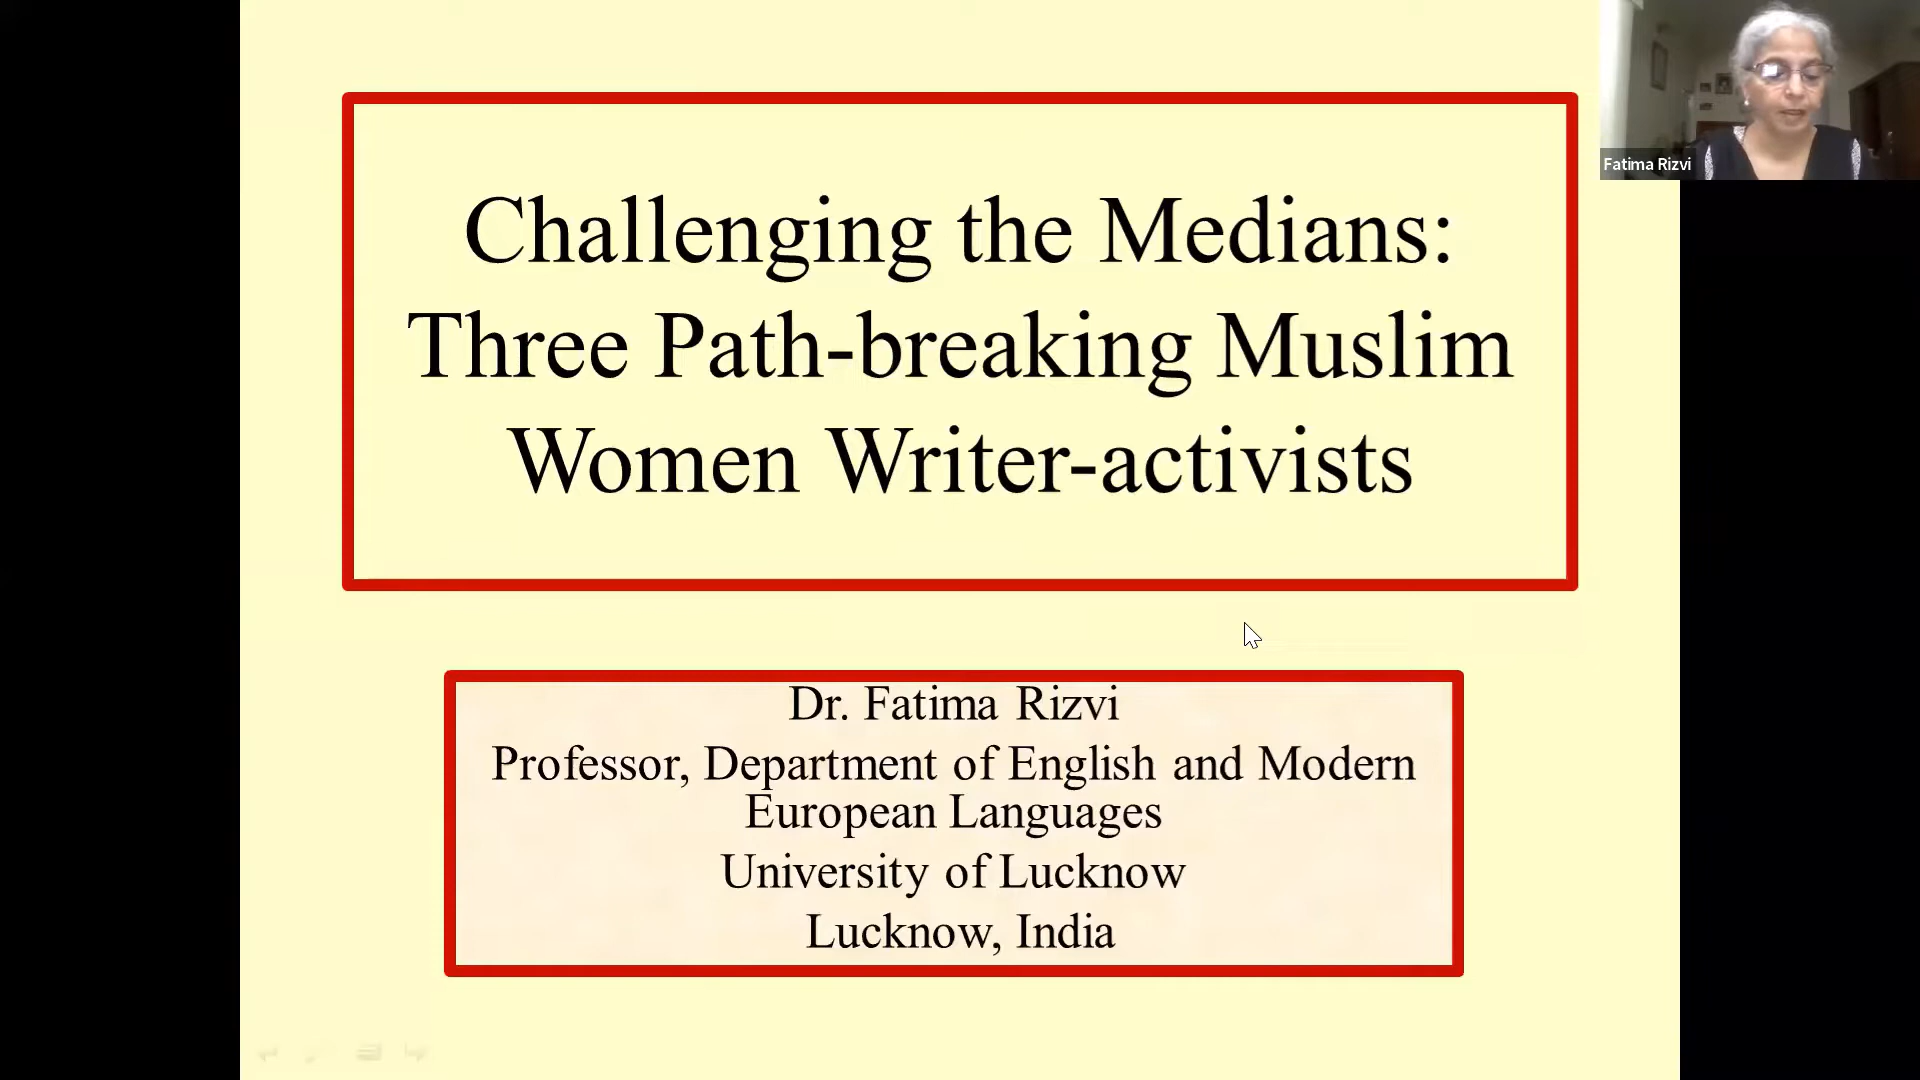 Challenging the Medians:
Three Path-breaking Muslim
Women Writer-activists
Dr. Fatima Rizvi
Professor, Department of English and Modern
European Languages
University of Lucknow
Lucknow, India
Fatima Rizvi